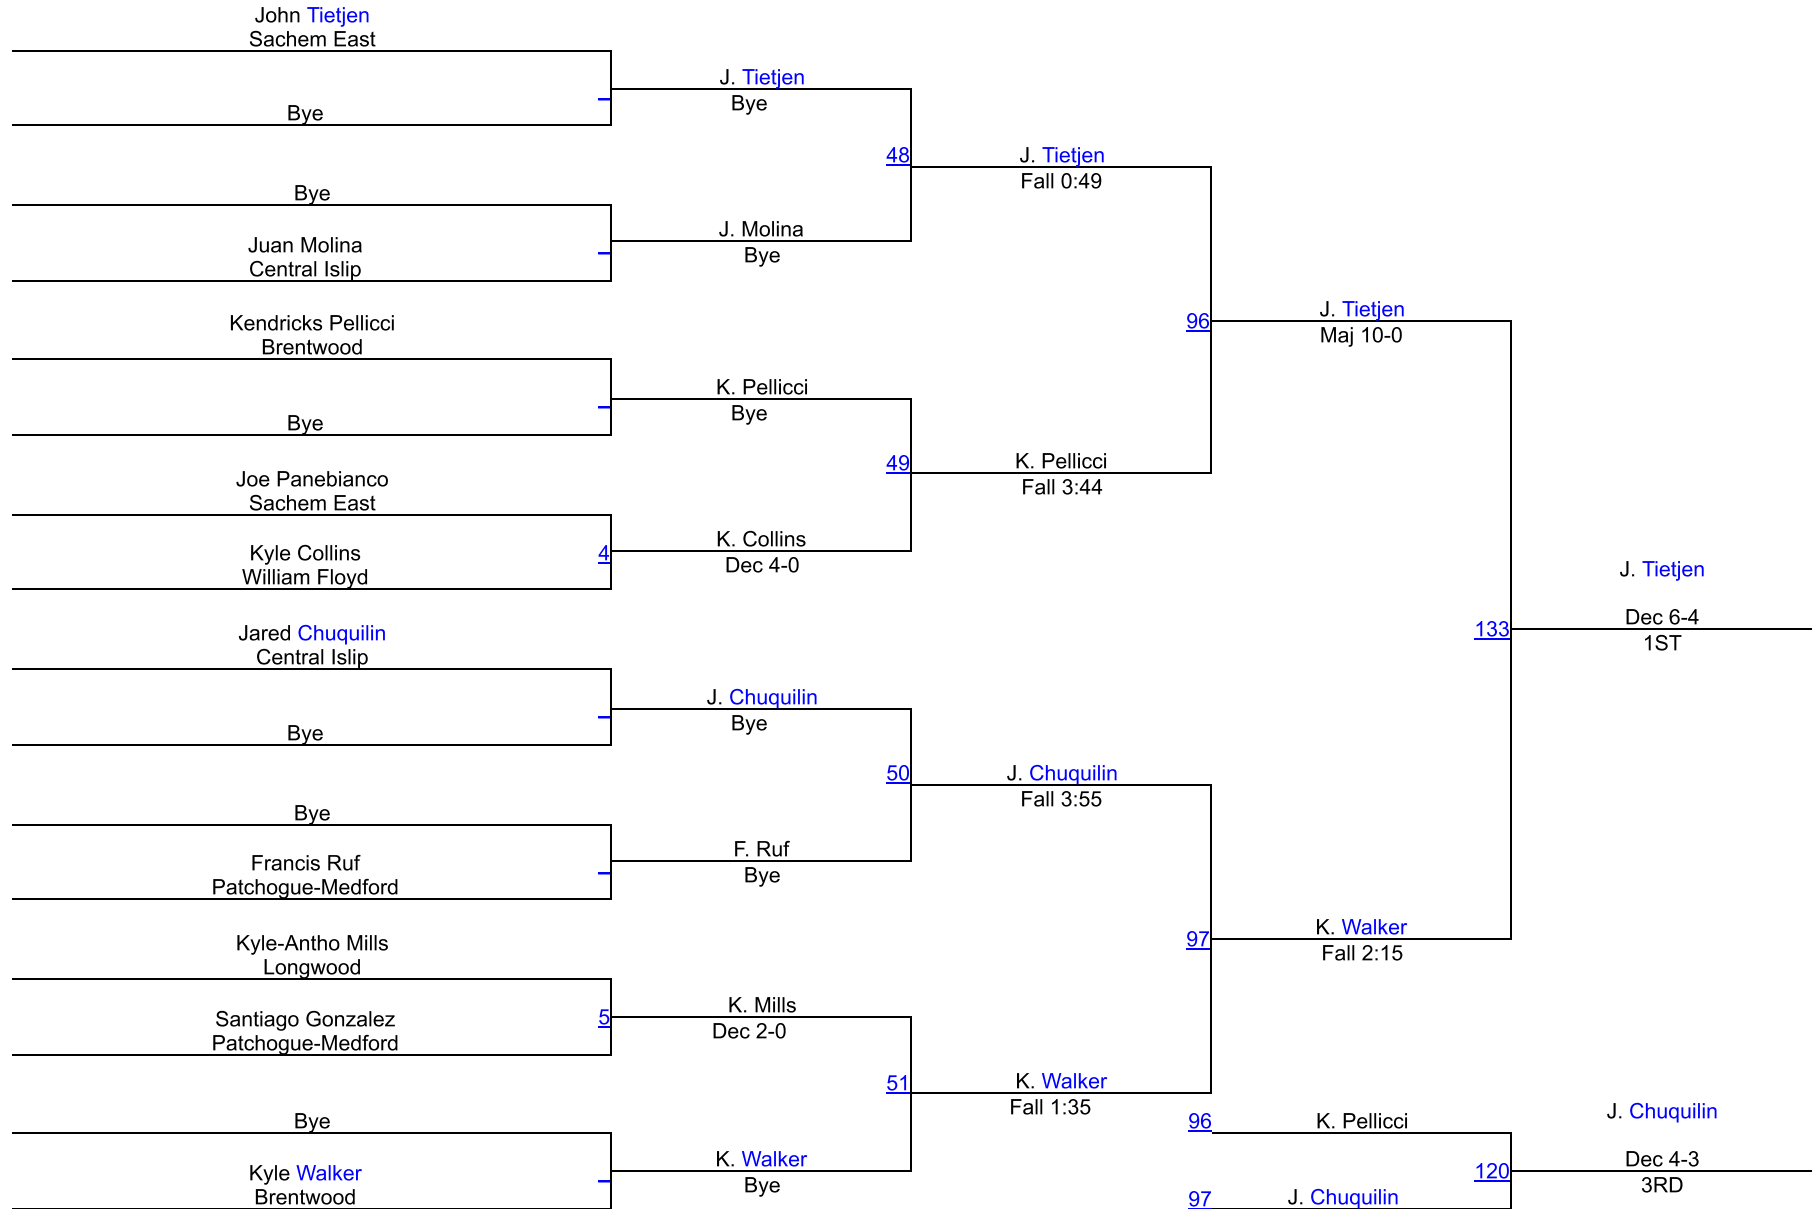 John Tietjen
Sachem East
Bye
Bye
Juan Molina
Central Islip
Kendricks Pellicci
Brentwood
Bye
Joe Panebianco
Sachem East
Kyle Collins
William Floyd
4
Jared Chuquilin
Central Islip
Bye
Bye
Francis Ruf
Patchogue-Medford
Kyle-Antho Mills
Longwood
Santiago Gonzalez
Patchogue-Medford
5
Bye
Kyle Walker
Brentwood
J. Tietjen
Bye
48
J. Molina
Bye
K. Pellicci
Bye
49
K. Collins
Dec 4-0
J. Chuquilin
Bye
50
F. Ruf
Bye
K. Mills
Dec 2-0
51
K. Walker
Bye
J. Tietjen
Fall 0:49
96
K. Pellicci
Fall 3:44
J. Chuquilin
Fall 3:55
97
K. Walker
Fall 1:35
J. Tietjen
Maj 10-0
133
K. Walker
Fall 2:15
J. Tietjen
Dec 6-4
1ST
96
K. Pellicci
120
97
J. Chuquilin
J. Chuquilin
Dec 4-3
3RD